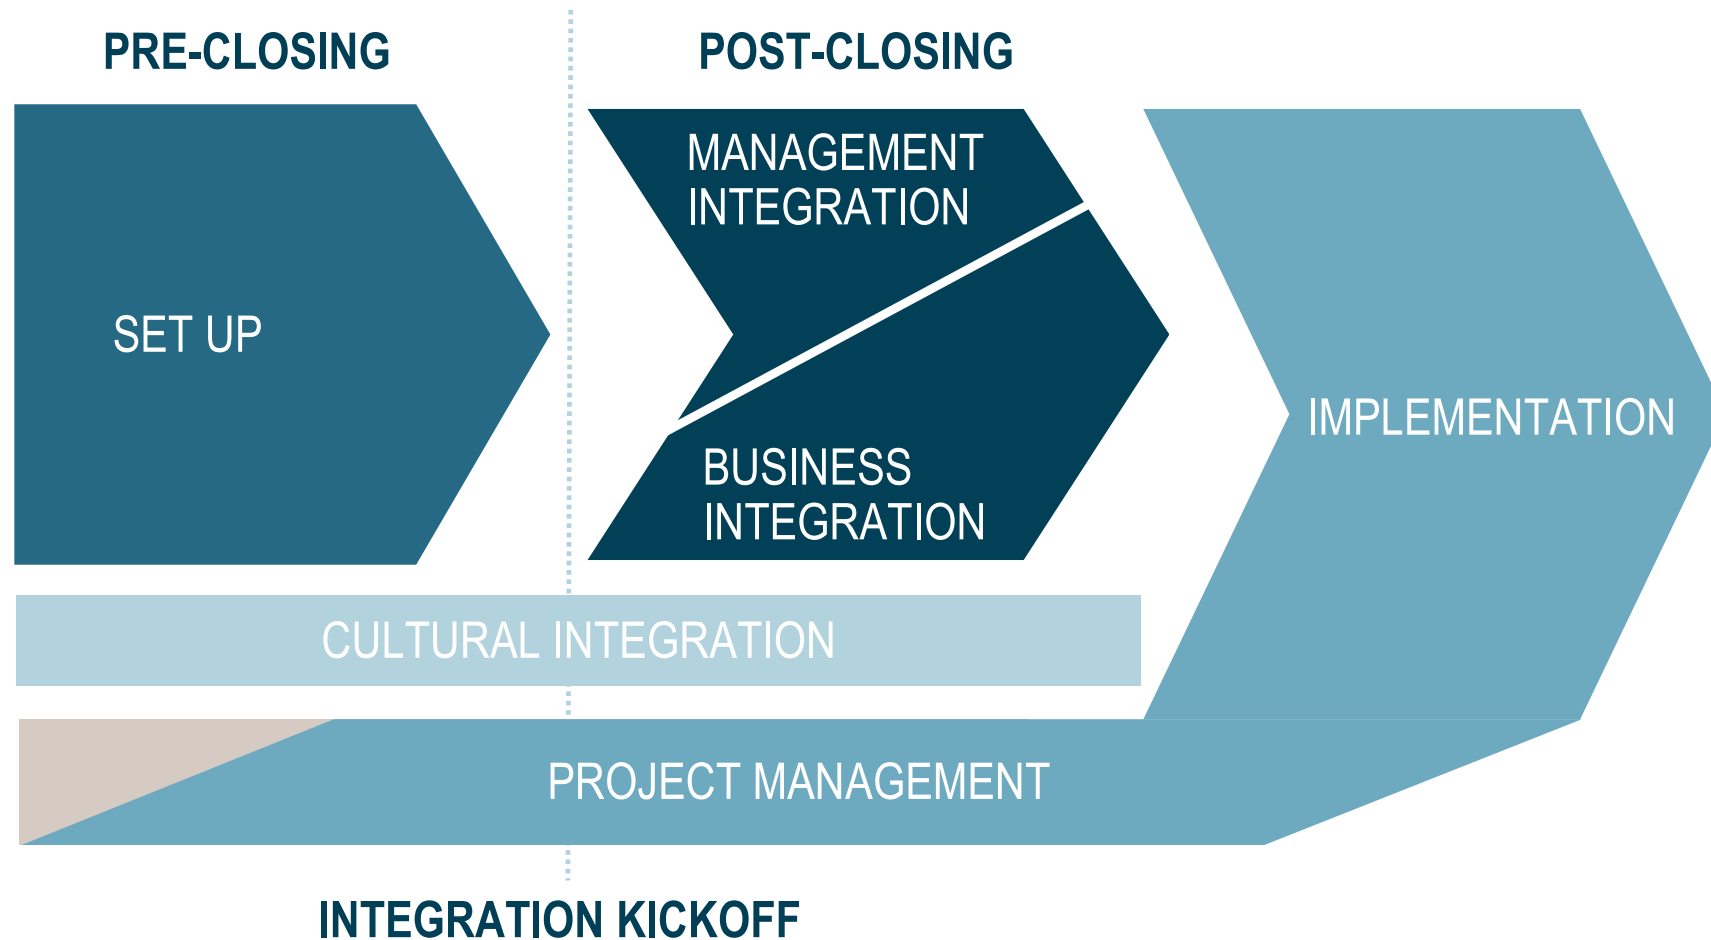 PRE-CLOSING
POST-CLOSING
SET UP
MANAGEMENT
INTEGRATION
BUSINESS
INTEGRATION
IMPLEMENTATION
CULTURAL INTEGRATION
PROJECT MANAGEMENT
INTEGRATION KICKOFF